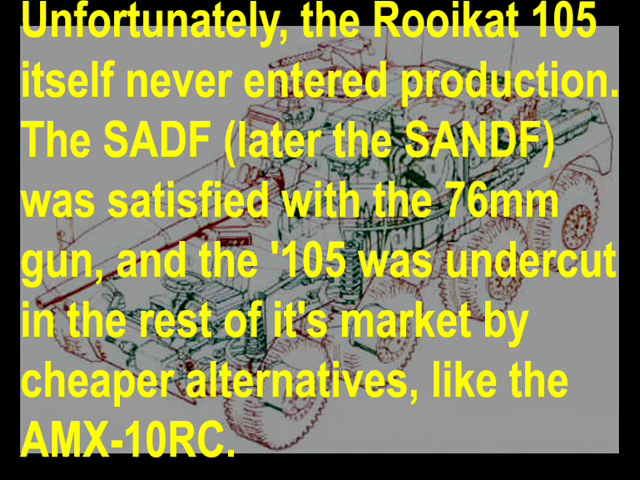 Unfortunately, the Rooikat 105
itself never entered production.
The SADF (later the SANDF)
was satisfied with the 76mm
gun, and the '105 was undercut
in the rest of it's market by
cheaper alternatives, like the
AMX-10RC.